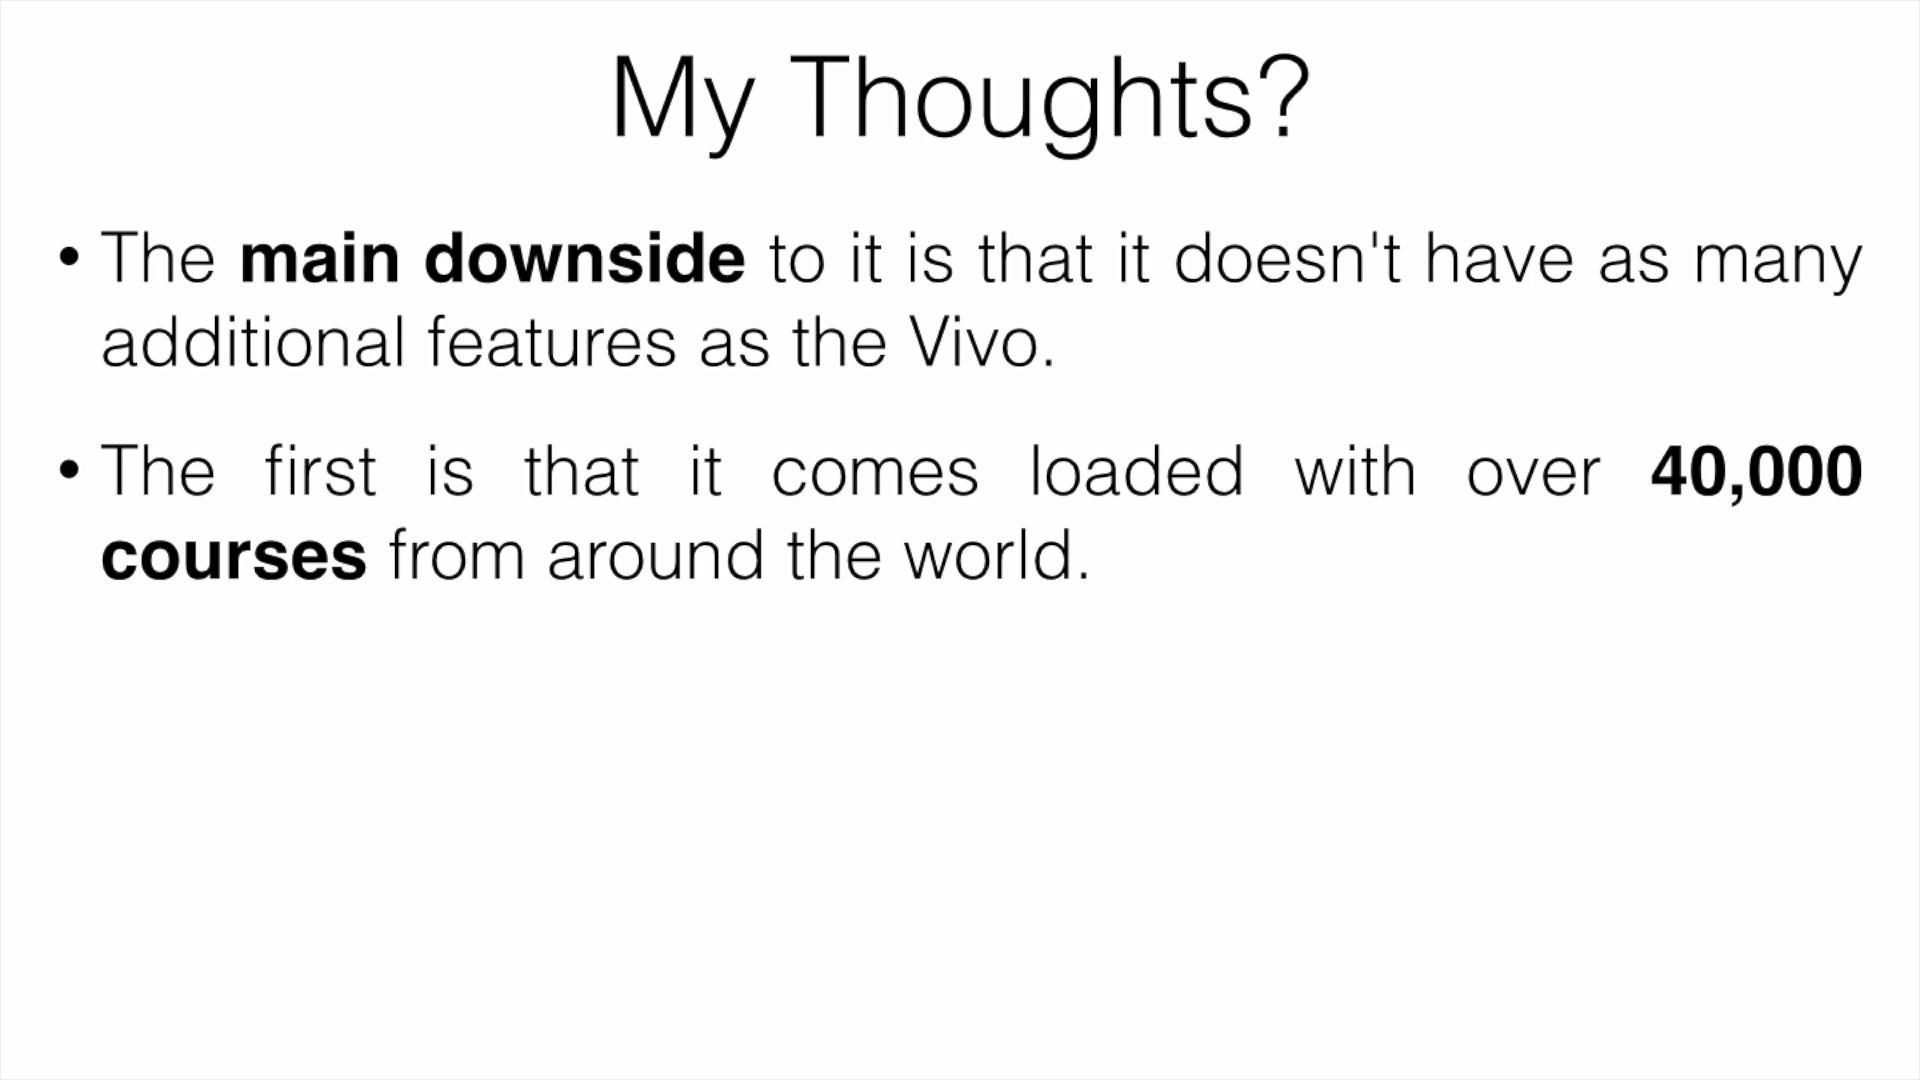 My Thoughts?
• The main downside to it is that it doesn't have as many
additional features as the Vivo.
• The first is that it comes loaded with over 40,000
courses from around the world.